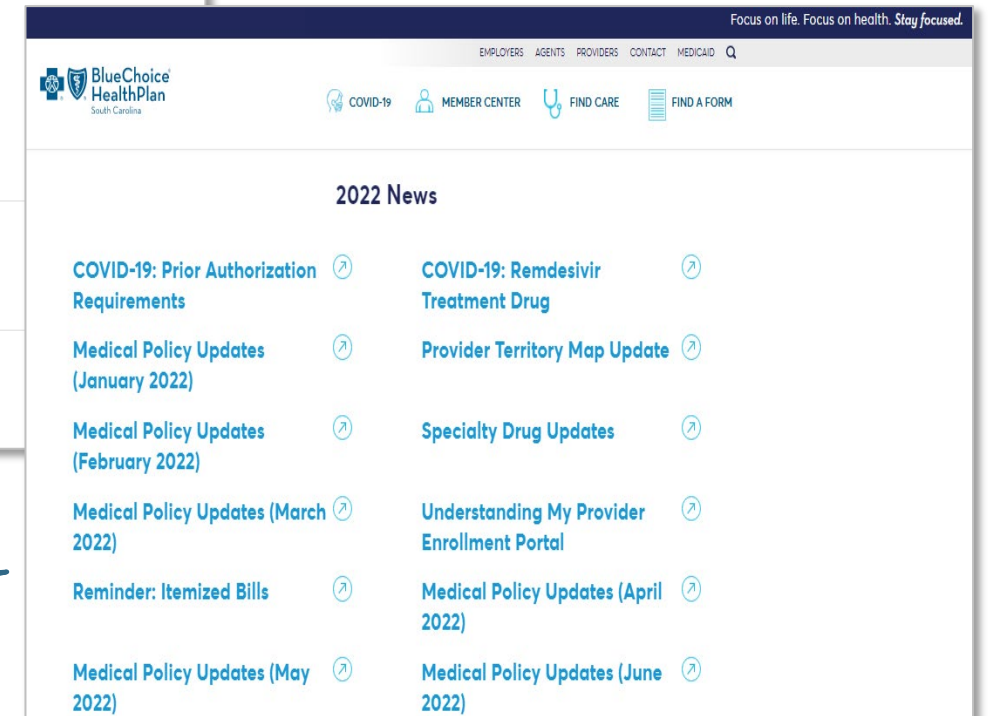 Focus on life. Focus on health. Stay focused.
EMPLOYERS AGENTS PROVIDERS CONTACT MEDICAID
BlueChoice
HealthPlan
South Carolina
COVID-19 MEMBER CENTER FIND CARE FIND A FORM
2022 News
COVID-19: Prior Authorization
Requirements
COVID-19: Remdesivir
Treatment Drug
Medical Policy Updates
(January 2022)
Provider Territory Map Update
Medical Policy Updates
(February 2022)
Specialty Drug Updates
Medical Policy Updates (March
2022)
Understanding My Provider
Enrollment Portal
Reminder: Itemized Bills
Medical Policy Updates (April
2022)
Medical Policy Updates (May
2022)
Medical Policy Updates (June
2022)